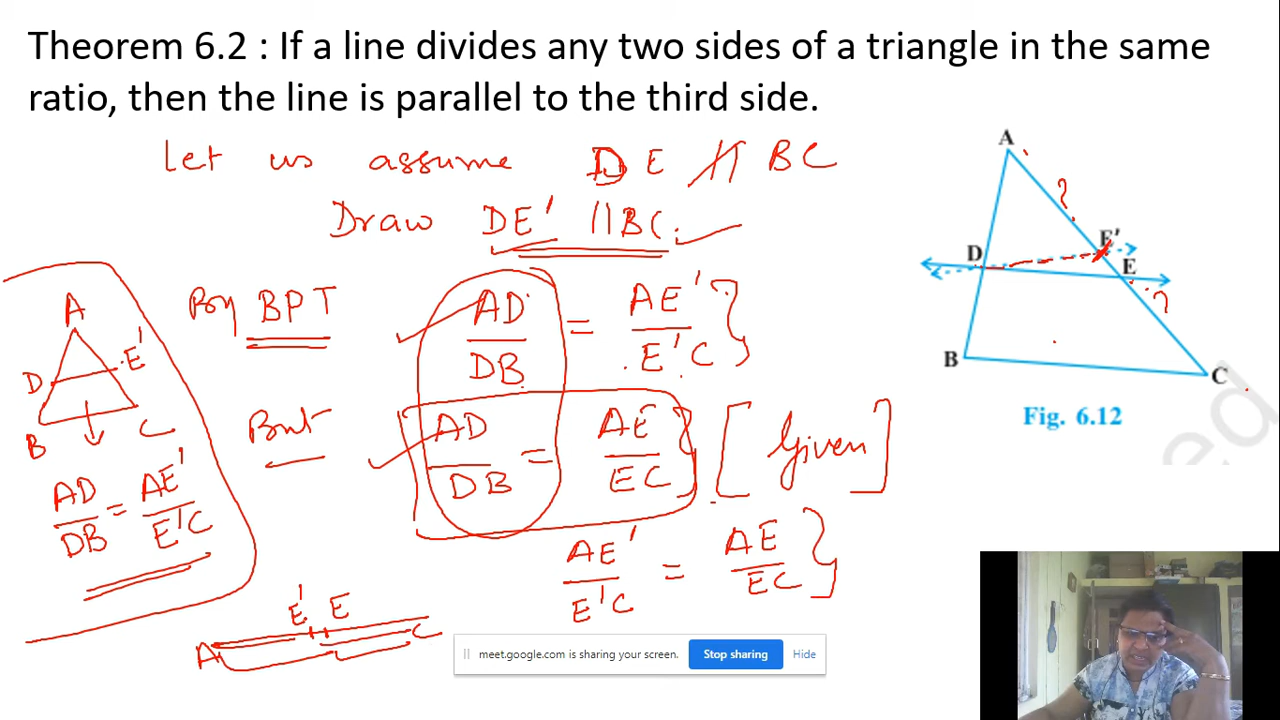 Theorem 6.2 : If a line divides any two sides of a triangle in the same
ratio, then the line is parallel to the third side.
Let us assume DE ∦ BC
Draw DE' || BC.
By BPT AD/DB = AE'/E'C
But AD/DB = AE/EC [Given]
AE'/E'C = AE/EC
A
D E'
B C
AD/DB = AE'/E'C
A E' E C
A
? 
D E' E
?
B C
Fig. 6.12
ed
meet.google.com is sharing your screen. Stop sharing Hide